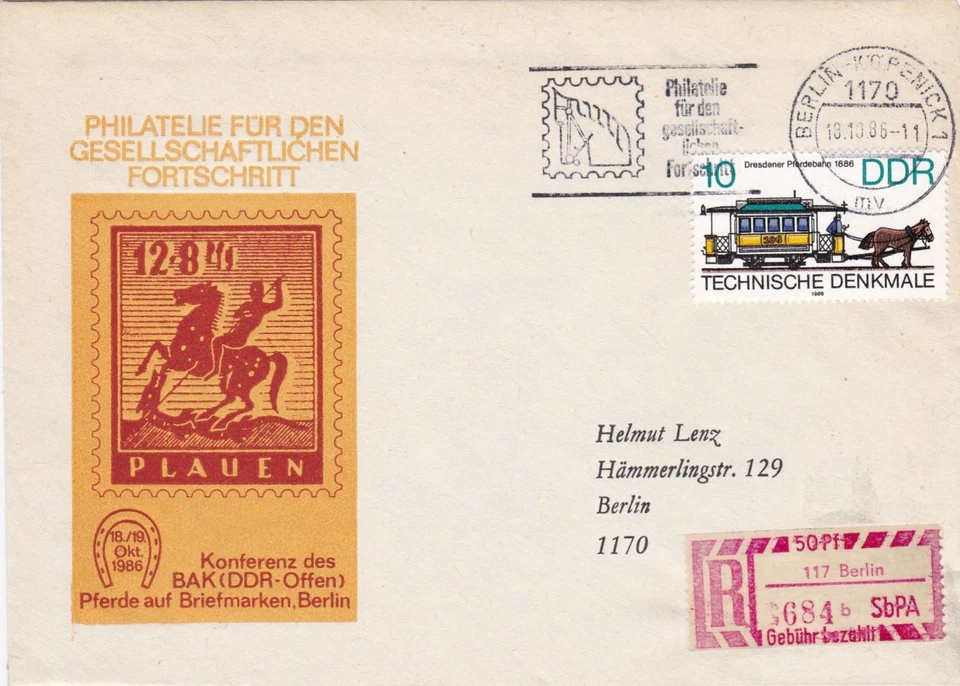 PHILATELIE FÜR DEN
GESELLSCHAFTLICHEN
FORTSCHRITT
12·8
PLAUEN
18./19.
Okt.
1986
Konferenz des
BAK (DDR-Offen)
Pferde auf Briefmarken, Berlin
Philatelie
für den
gesellschaft-
lichen
Fortschritt
BERLIN-KÖPENICK 1
1170
18.10.86-11
mv
10 Dresdener Pferdebahn 1886 DDR
TECHNISCHE DENKMALE
1986
Helmut Lenz
Hämmerlingstr. 129
Berlin
1170
50 Pf
R
117 Berlin
684 b SbPA
Gebühr bezahlt